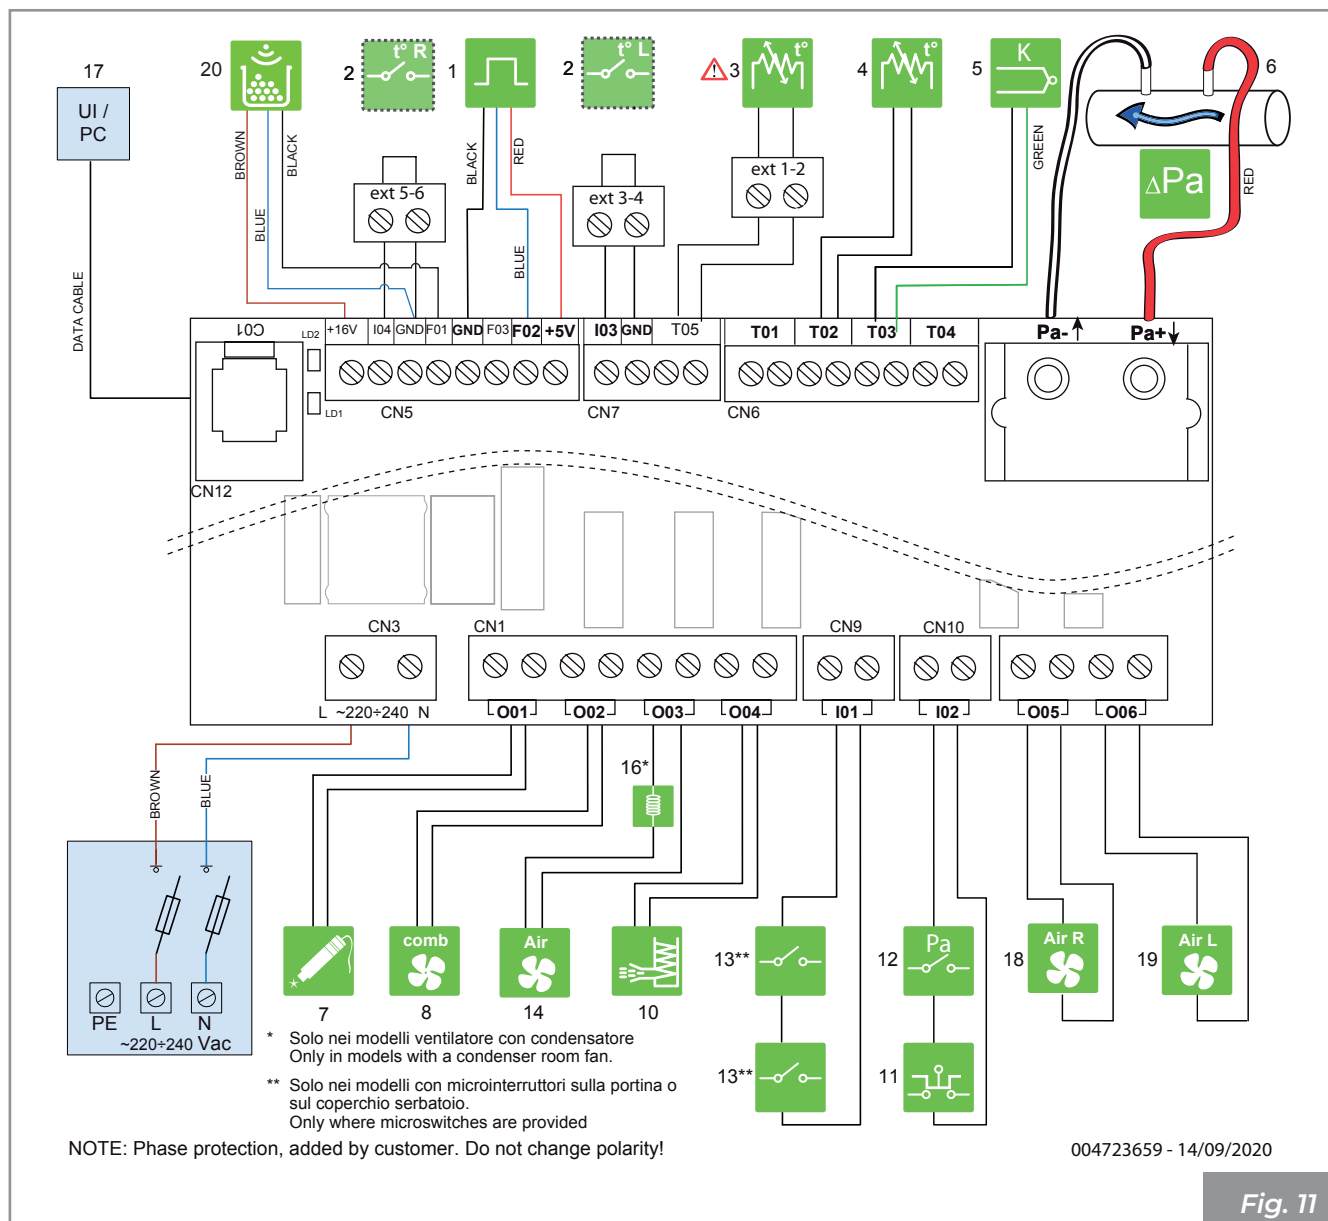 17
UI /
PC
20
2
t° R
1
2
t° L
3
t°
4
t°
5
K
6
BROWN
BLUE
BLACK
BLACK
BLUE
RED
GREEN
RED
ΔPa
ext 5-6
ext 3-4
ext 1-2
DATA CABLE
C01
LD2
+16V
I04
GND
F01
GND
F03
F02
+5V
I03
GND
T05
T01
T02
T03
T04
Pa-
Pa+
LD1
CN5
CN7
CN6
CN12
CN3
CN1
CN9
CN10
L ~220÷240 N
O01
O02
O03
O04
I01
I02
O05
O06
BROWN
BLUE
16*
comb
Air
13**
12
Pa
18
Air R
19
Air L
7
8
14
10
PE
L
N
~220÷240 Vac
13**
11
* Solo nei modelli ventilatore con condensatore
Only in models with a condenser room fan.
** Solo nei modelli con microinterruttori sulla portina o
sul coperchio serbatoio.
Only where microswitches are provided
NOTE: Phase protection, added by customer. Do not change polarity!
004723659 - 14/09/2020
Fig. 11